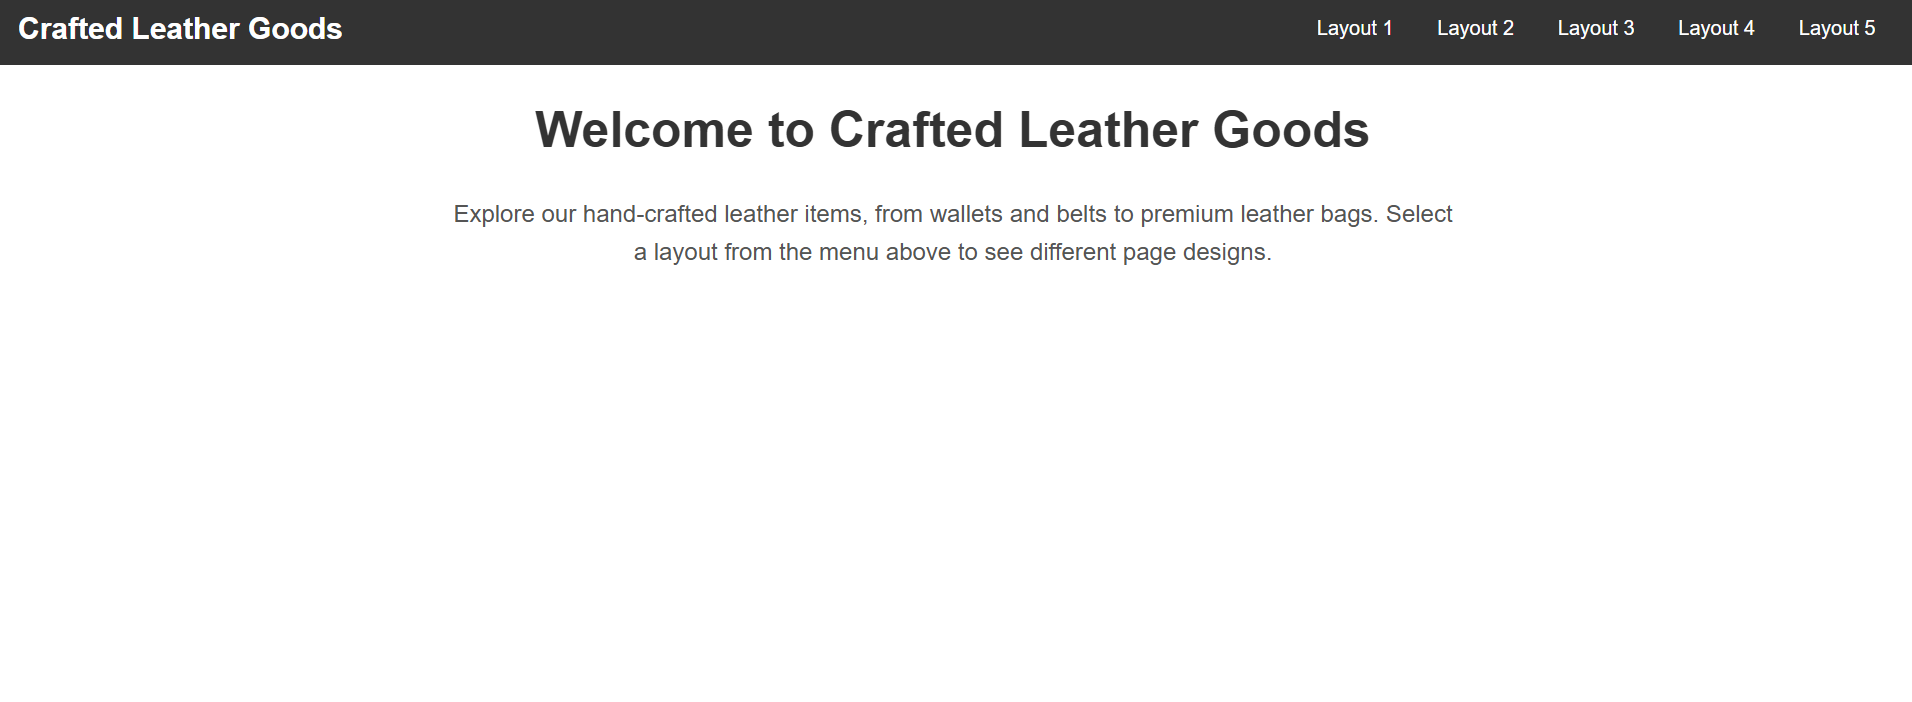 Crafted Leather Goods
Layout 1 Layout 2 Layout 3 Layout 4 Layout 5
Welcome to Crafted Leather Goods
Explore our hand-crafted leather items, from wallets and belts to premium leather bags. Select
a layout from the menu above to see different page designs.